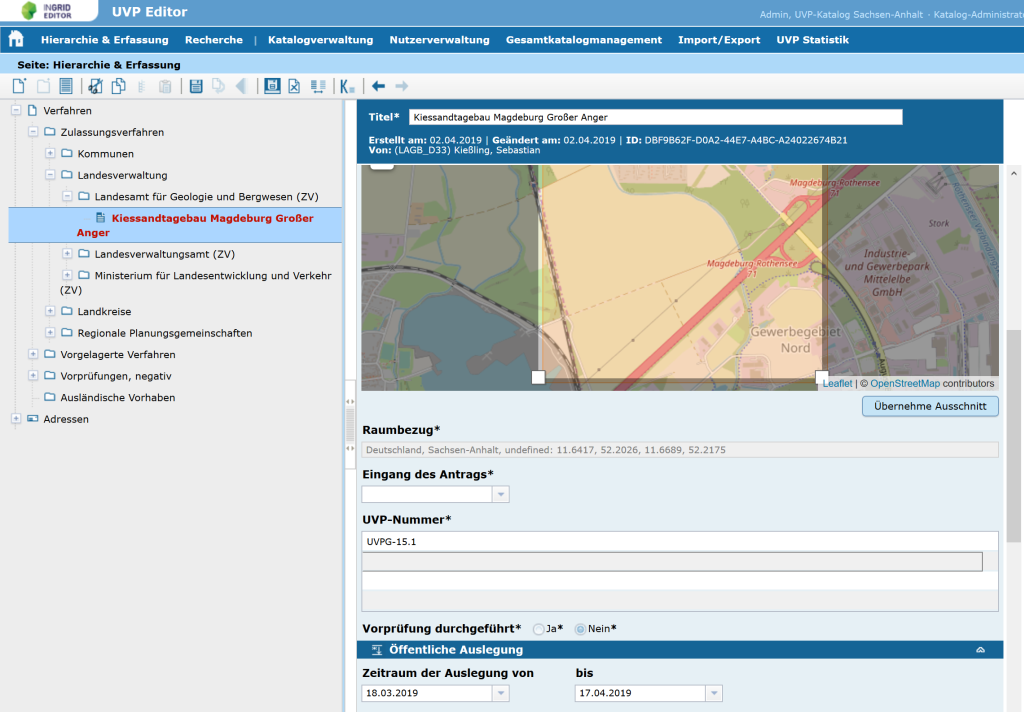 INGRID
EDITOR
UVP Editor
Admin, UVP-Katalog Sachsen-Anhalt - Katalog-Administrato
Hierarchie & Erfassung Recherche | Katalogverwaltung Nutzerverwaltung Gesamtkatalogmanagement Import/Export UVP Statistik
Seite: Hierarchie & Erfassung
Verfahren
Zulassungsverfahren
Kommunen
Landesverwaltung
Landesamt für Geologie und Bergwesen (ZV)
Kiessandtagebau Magdeburg Großer
Anger
Landesverwaltungsamt (ZV)
Ministerium für Landesentwicklung und Verkehr
(ZV)
Landkreise
Regionale Planungsgemeinschaften
Vorgelagerte Verfahren
Vorprüfungen, negativ
Ausländische Vorhaben
Adressen
Titel* Kiessandtagebau Magdeburg Großer Anger
Erstellt am: 02.04.2019 | Geändert am: 02.04.2019 | ID: DBF9B62F-D0A2-44E7-A4BC-A24022674B21
Von: (LAGB_D33) Kießling, Sebastian
Magdeburg-Rothensee
71
Stork
Industrie-
und Gewerbepark
Mittelelbe
GmbH
Magdeburg-Rothensee
71
Gewerbegebiet
Nord
Leaflet | © OpenStreetMap contributors
Übernehme Ausschnitt
Raumbezug*
Deutschland, Sachsen-Anhalt, undefined: 11.6417, 52.2026, 11.6689, 52.2175
Eingang des Antrags*
UVP-Nummer*
UVPG-15.1
Vorprüfung durchgeführt* Ja* Nein*
Öffentliche Auslegung
Zeitraum der Auslegung von bis
18.03.2019 17.04.2019